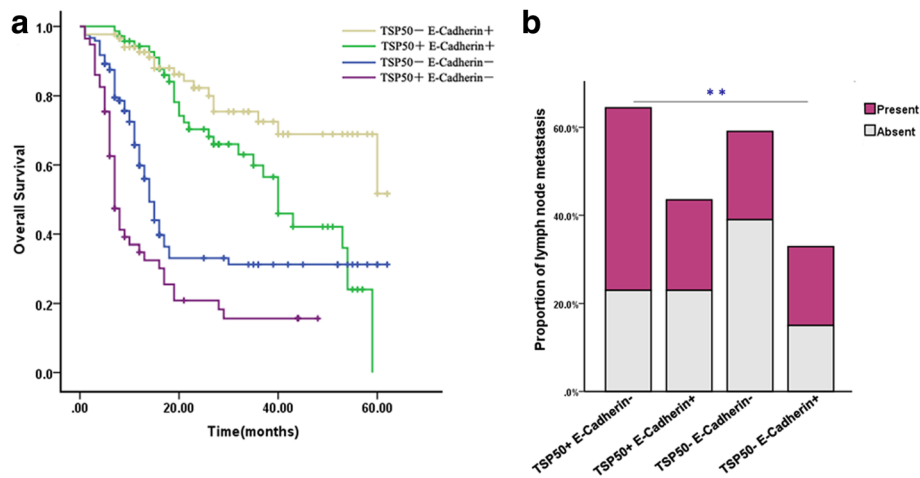 a
1.0
0.8
0.6
0.4
0.2
0.0
Overall Survival
.00 20.00 40.00 60.00
Time(months)
TSP50− E-Cadherin+
TSP50+ E-Cadherin+
TSP50− E-Cadherin−
TSP50+ E-Cadherin−
b
**
60.0%
40.0%
20.0%
.0%
Proportion of lymph node metastasis
TSP50+ E-Cadherin-
TSP50+ E-Cadherin+
TSP50- E-Cadherin-
TSP50- E-Cadherin+
Present
Absent